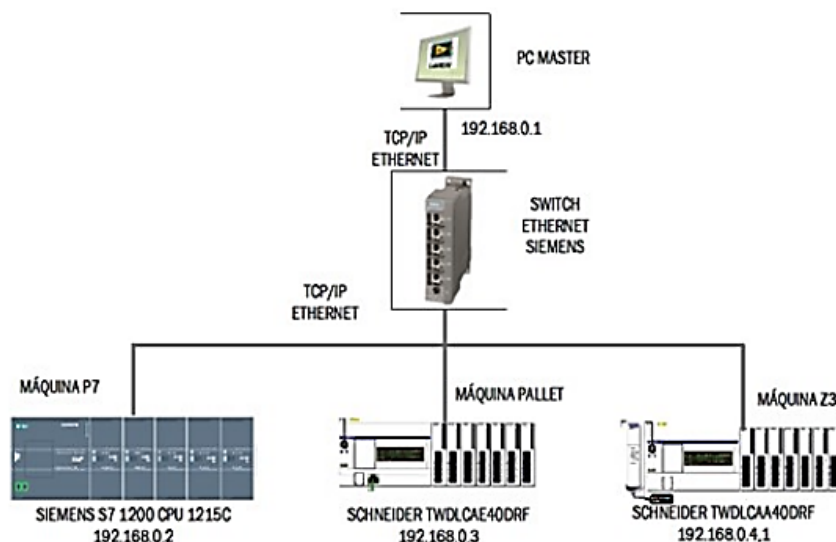 PC MASTER
192.168.0.1
TCP/IP
ETHERNET
SWITCH
ETHERNET
SIEMENS
TCP/IP
ETHERNET
MÁQUINA P7
MÁQUINA PALLET
MÁQUINA Z3
SIEMENS S7 1200 CPU 1215C
192.168.0.2
SCHNEIDER TWDLCAE40DRF
192.168.0.3
SCHNEIDER TWDLCAA40DRF
192.168.0.4,1